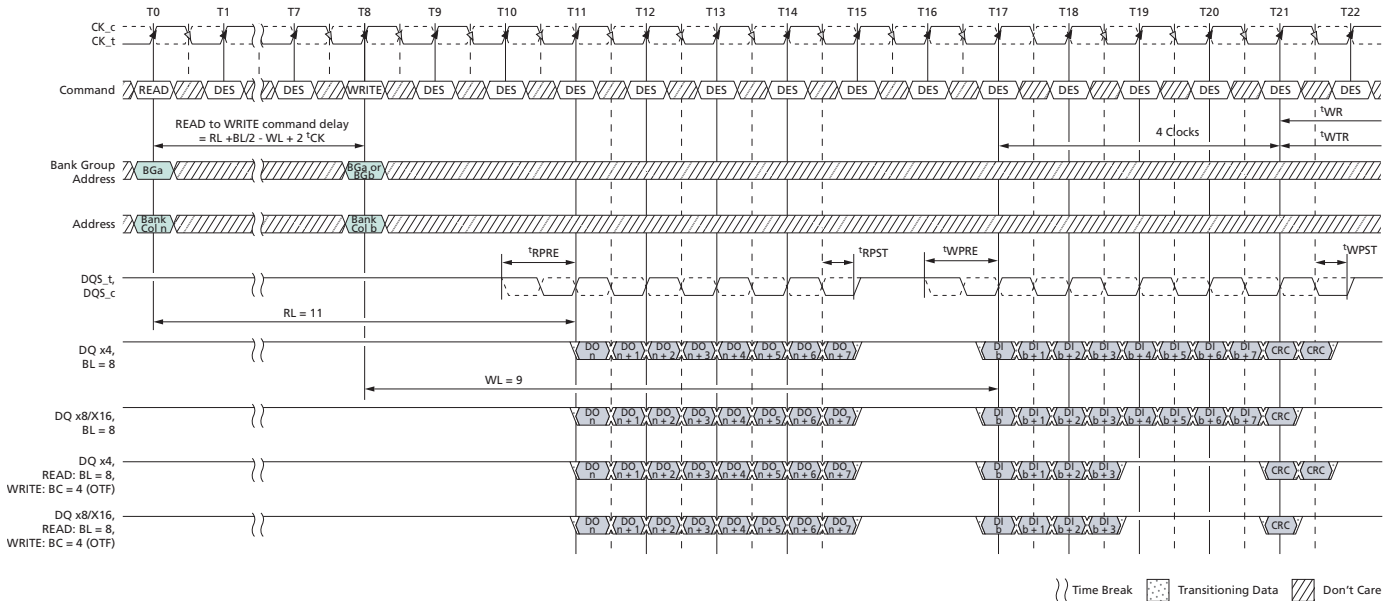 T0 T1 T7 T8 T9 T10 T11 T12 T13 T14 T15 T16 T17 T18 T19 T20 T21 T22
CK_c
CK_t
Command READ DES DES WRITE DES DES DES DES DES DES DES DES DES DES DES DES DES DES
READ to WRITE command delay
= RL +BL/2 - WL + 2 tCK
4 Clocks
tWR
tWTR
Bank Group
Address
BGa
BGa or
BGb
Address
Bank
Col n
Bank
Col b
tRPRE tRPST tWPRE tWPST
DQS_t,
DQS_c
RL = 11
DQ x4,
BL = 8
DO n DO n + 1 DO n + 2 DO n + 3 DO n + 4 DO n + 5 DO n + 6 DO n + 7 DI b DI b + 1 DI b + 2 DI b + 3 DI b + 4 DI b + 5 DI b + 6 DI b + 7 CRC CRC
WL = 9
DQ x8/X16,
BL = 8
DO n DO n + 1 DO n + 2 DO n + 3 DO n + 4 DO n + 5 DO n + 6 DO n + 7 DI b DI b + 1 DI b + 2 DI b + 3 DI b + 4 DI b + 5 DI b + 6 DI b + 7 CRC
DQ x4,
READ: BL = 8,
WRITE: BC = 4 (OTF)
DO n DO n + 1 DO n + 2 DO n + 3 DO n + 4 DO n + 5 DO n + 6 DO n + 7 DI b DI b + 1 DI b + 2 DI b + 3 CRC CRC
DQ x8/X16,
READ: BL = 8,
WRITE: BC = 4 (OTF)
DO n DO n + 1 DO n + 2 DO n + 3 DO n + 4 DO n + 5 DO n + 6 DO n + 7 DI b DI b + 1 DI b + 2 DI b + 3 CRC
Time Break Transitioning Data Don't Care